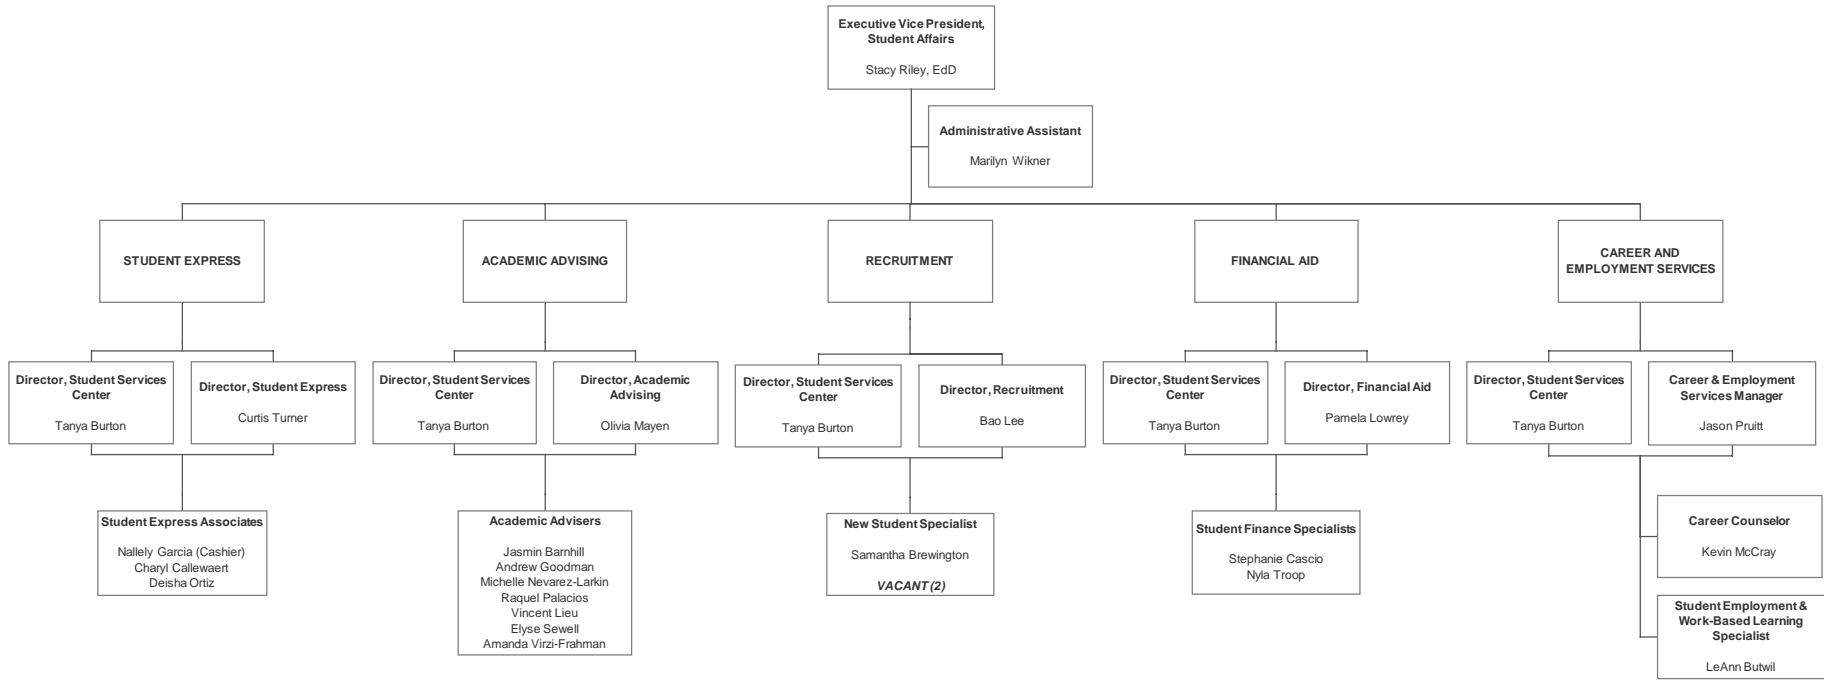 Executive Vice President,
Student Affairs
Stacy Riley, EdD
Administrative Assistant
Marilyn Wikner
STUDENT EXPRESS
ACADEMIC ADVISING
RECRUITMENT
FINANCIAL AID
CAREER AND
EMPLOYMENT SERVICES
Director, Student Services
Center
Tanya Burton
Director, Student Express
Curtis Turner
Director, Student Services
Center
Tanya Burton
Director, Academic
Advising
Olivia Mayen
Director, Student Services
Center
Tanya Burton
Director, Recruitment
Bao Lee
Director, Student Services
Center
Tanya Burton
Director, Financial Aid
Pamela Lowrey
Director, Student Services
Center
Tanya Burton
Career & Employment
Services Manager
Jason Pruitt
Student Express Associates
Nallely Garcia (Cashier)
Charyl Callewaert
Deisha Ortiz
Academic Advisers
Jasmin Barnhill
Andrew Goodman
Michelle Nevarez-Larkin
Raquel Palacios
Vincent Lieu
Elyse Sewell
Amanda Virzi-Frahman
New Student Specialist
Samantha Brewington
VACANT (2)
Student Finance Specialists
Stephanie Cascio
Nyla Troop
Career Counselor
Kevin McCray
Student Employment &
Work-Based Learning
Specialist
LeAnn Butwil